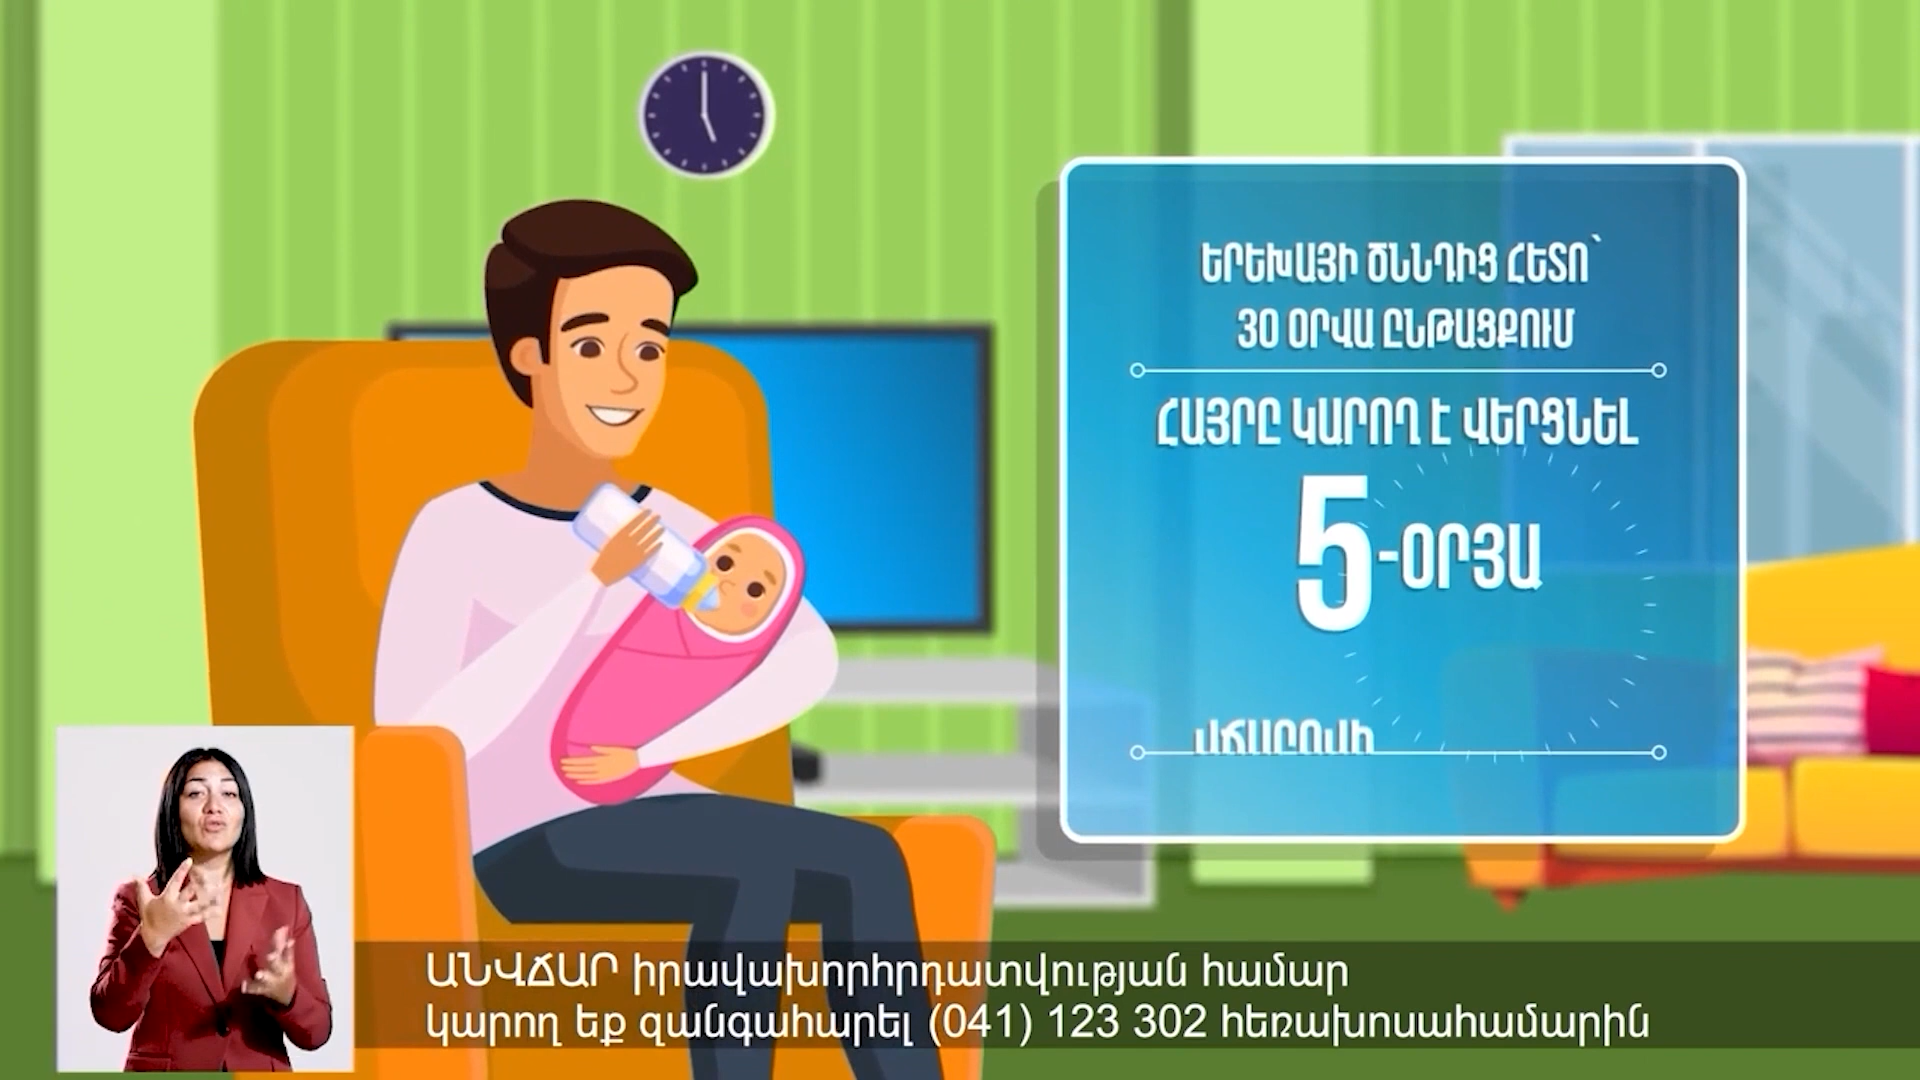 ԵՐԵԽԱՅԻ ԾՆՆԴԻՑ ՀԵՏՈ՝
30 ՕՐՎԱ ԸՆԹԱՑՔՈՒՄ
ՀԱՅՐԸ ԿԱՐՈՂ Է ՎԵՐՑՆԵԼ
5-ՕՐՅԱ
ՎՃԱՐՈՎԻ
ԱՆՎՃԱՐ իրավախորհրդատվության համար
կարող եք զանգահարել (041) 123 302 հեռախոսահամարին